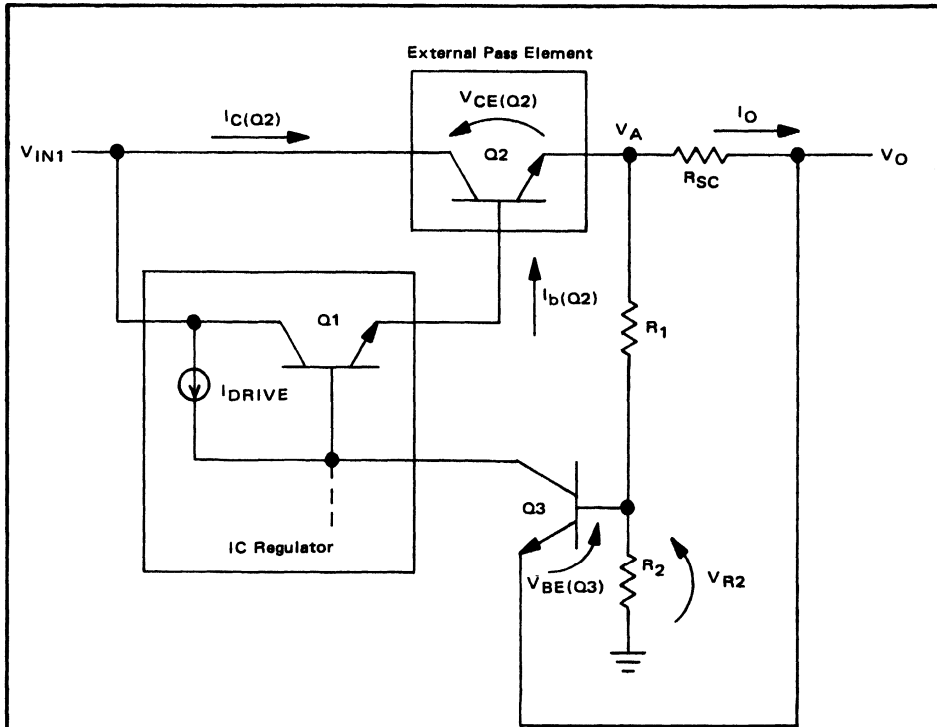 External Pass Element
I_C(Q2)
V_CE(Q2)
I_O
V_A
V_IN1
Q2
V_O
R_SC
I_b(Q2)
Q1
R_1
I_DRIVE
Q3
IC Regulator
V_BE(Q3)
R_2
V_R2